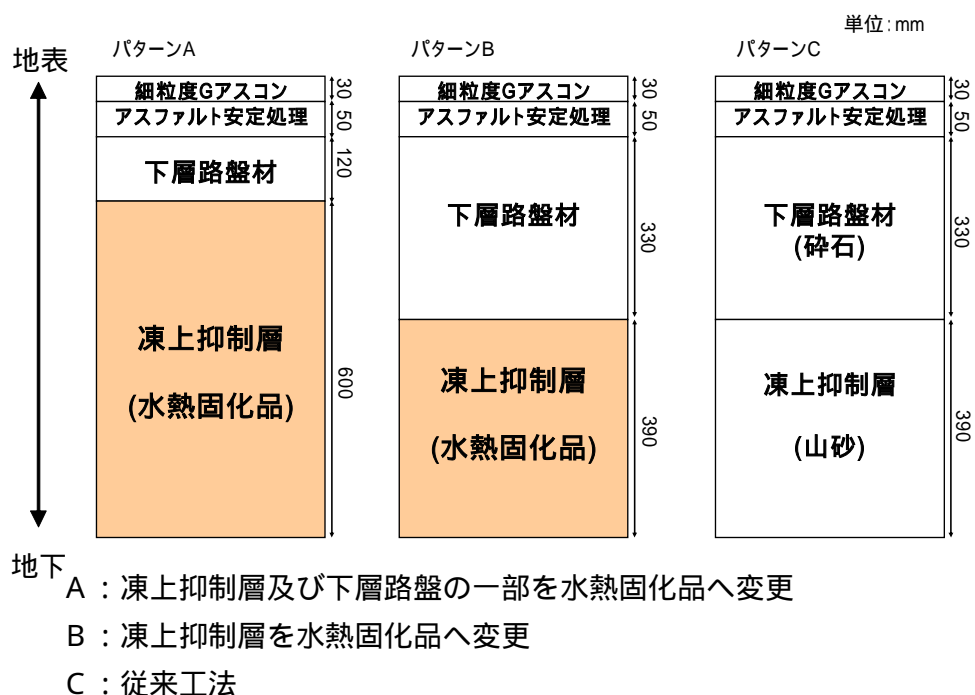 単位:mm
地表
パターンA
細粒度Gアスコン
アスファルト安定処理
下層路盤材
凍上抑制層
(水熱固化品)
30
50
120
600
パターンB
細粒度Gアスコン
アスファルト安定処理
下層路盤材
凍上抑制層
(水熱固化品)
30
50
330
390
パターンC
細粒度Gアスコン
アスファルト安定処理
下層路盤材
(砕石)
凍上抑制層
(山砂)
30
50
330
390
地下
A:凍上抑制層及び下層路盤の一部を水熱固化品へ変更
B:凍上抑制層を水熱固化品へ変更
C:従来工法